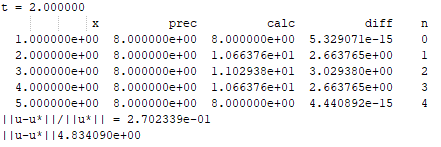 t = 2.000000
x prec calc diff n
1.000000e+00 8.000000e+00 8.000000e+00 5.329071e-15 0
2.000000e+00 8.000000e+00 1.066376e+01 2.663765e+00 1
3.000000e+00 8.000000e+00 1.102938e+01 3.029380e+00 2
4.000000e+00 8.000000e+00 1.066376e+01 2.663765e+00 3
5.000000e+00 8.000000e+00 8.000000e+00 4.440892e-15 4
||u-u*||/||u*|| = 2.702339e-01
||u-u*||4.834090e+00